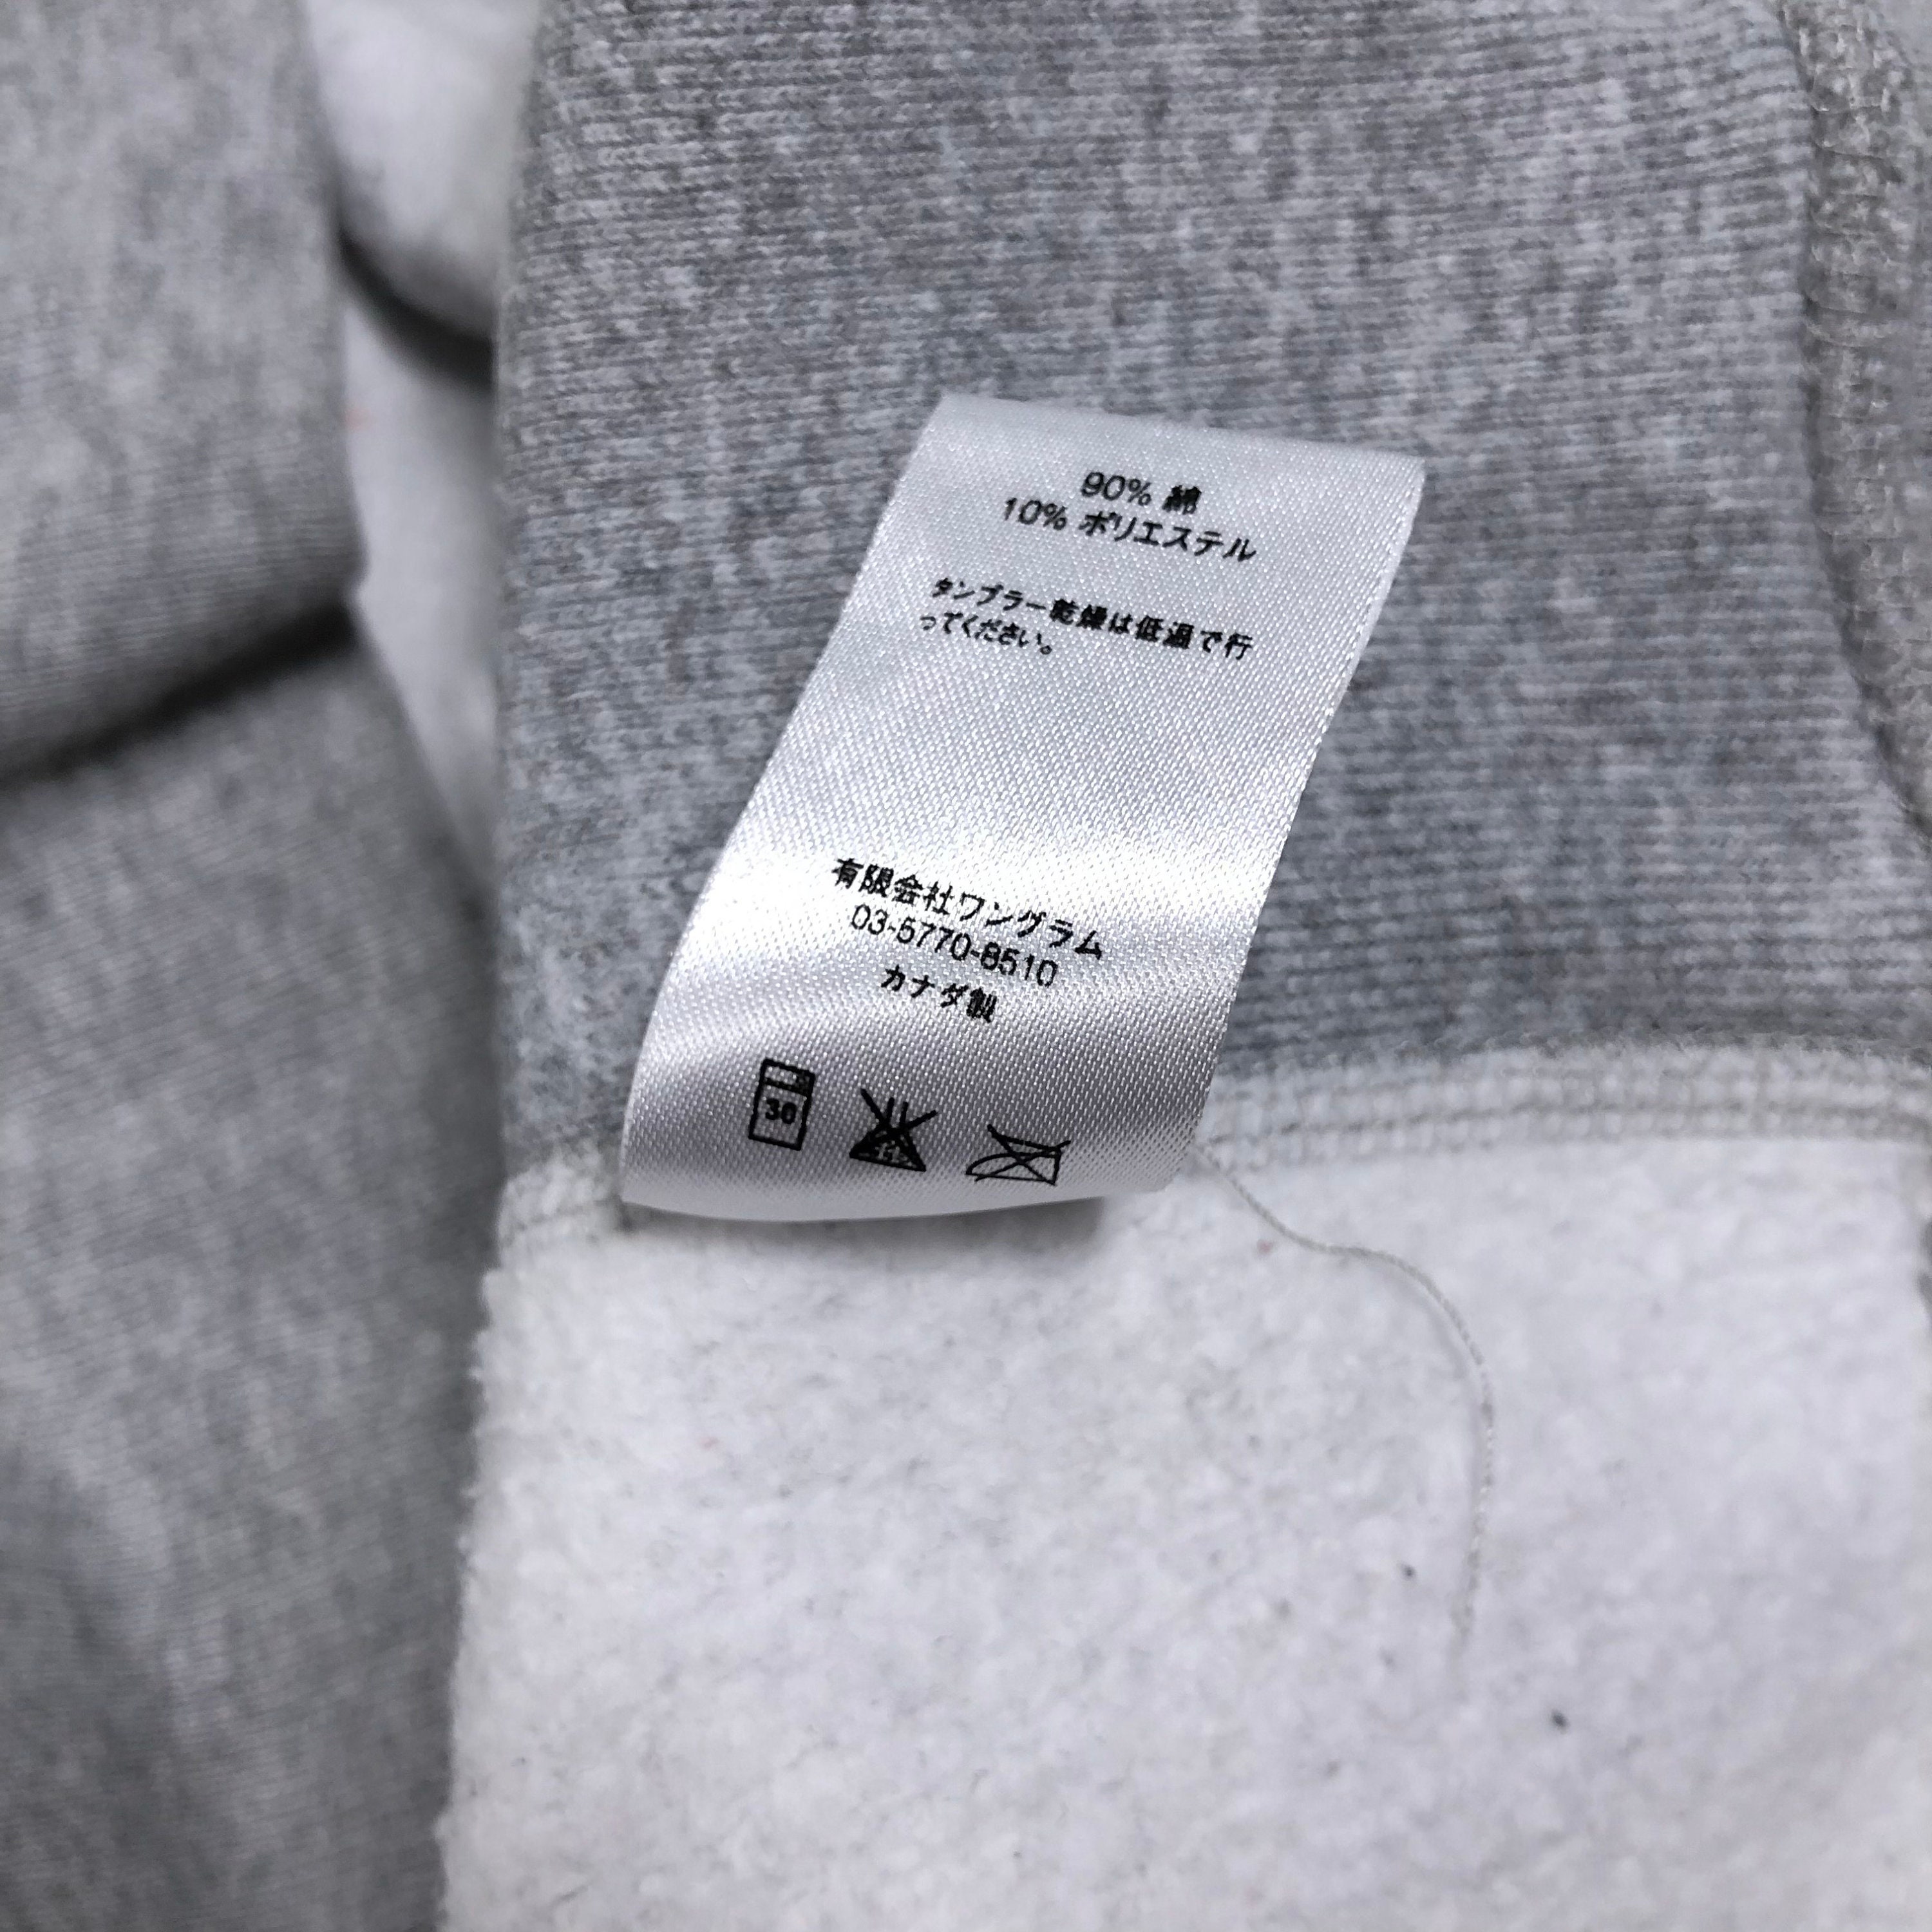 90% 綿
10% ポリエステル
タンブラー乾燥は低温で行
ってください。
有限会社ワングラム
03-5770-8510
カナダ製
30